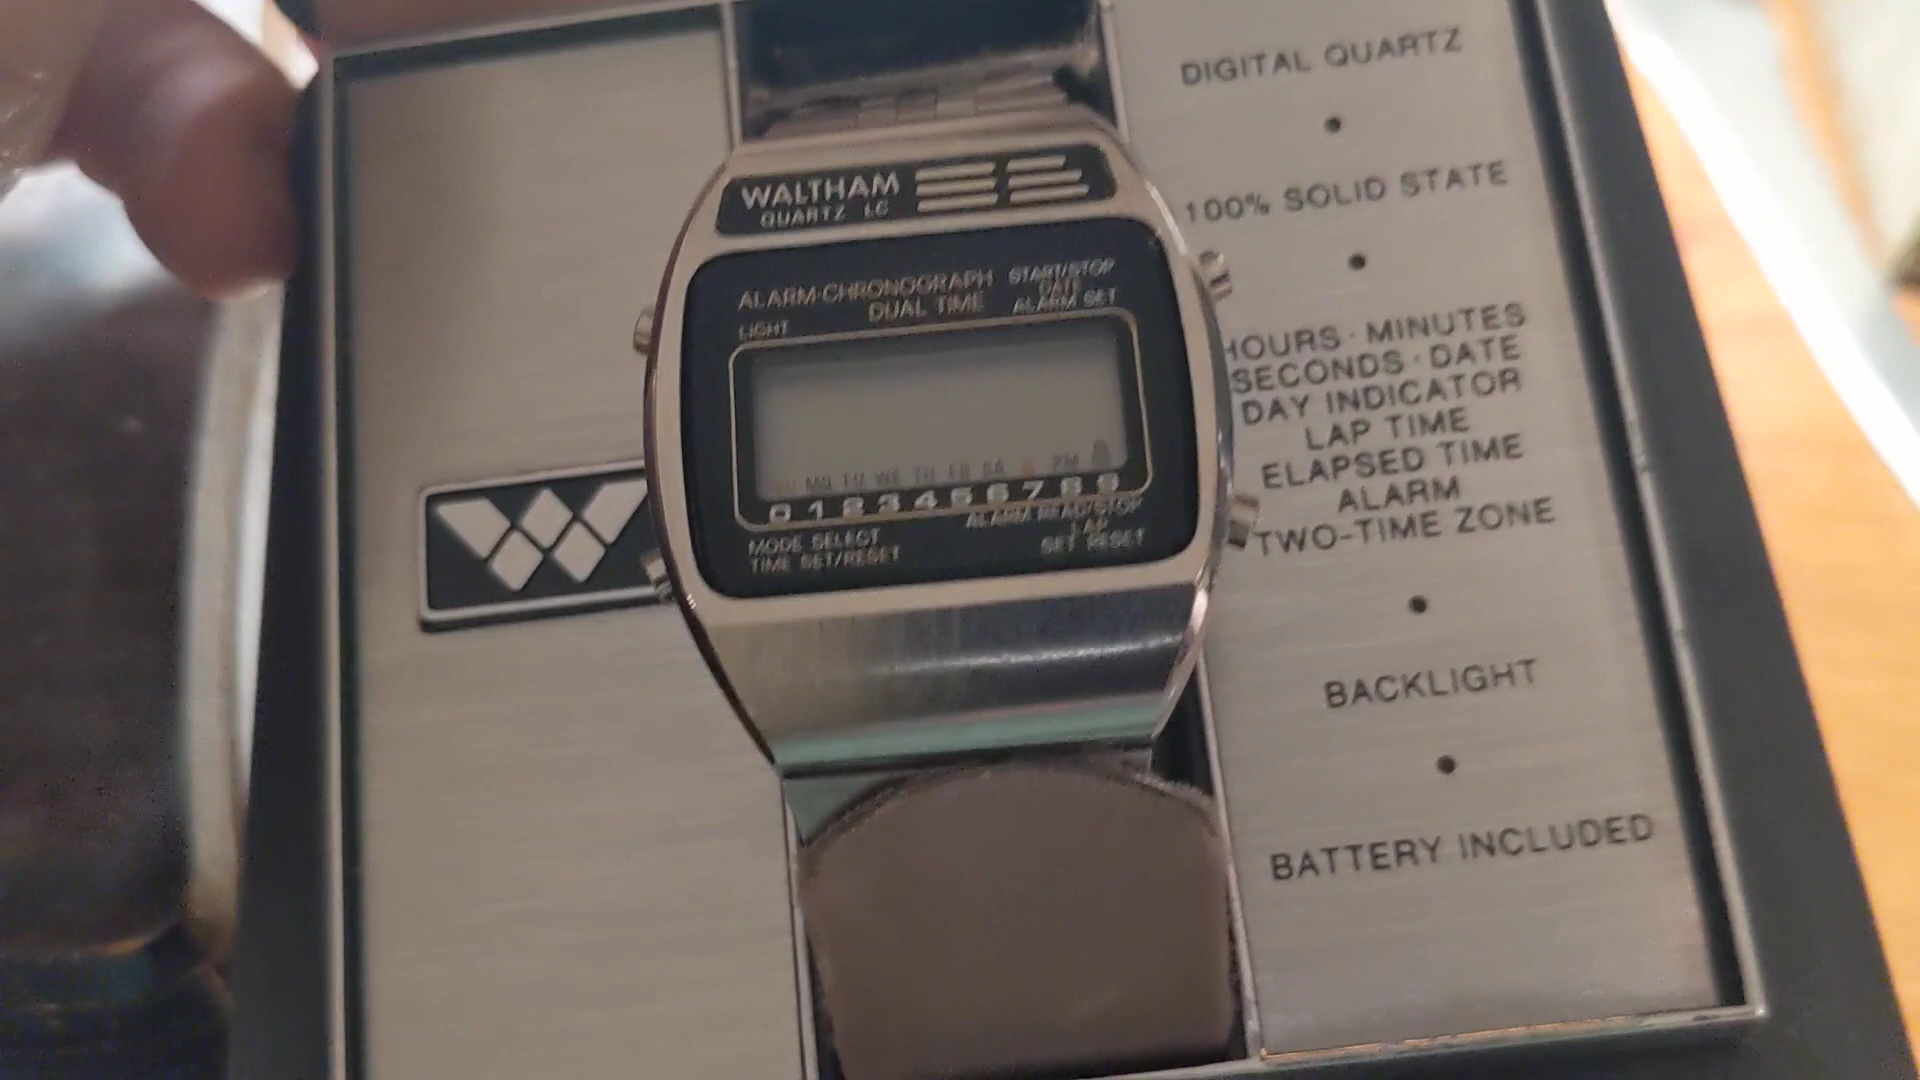 DIGITAL QUARTZ
100% SOLID STATE
HOURS · MINUTES
SECONDS · DATE
DAY INDICATOR
LAP TIME
ELAPSED TIME
ALARM
TWO-TIME ZONE
BACKLIGHT
BATTERY INCLUDED
WALTHAM
QUARTZ LC
ALARM·CHRONOGRAPH
DUAL TIME
START/STOP
DATE
ALARM SET
LIGHT
MO TU WE TH FR SA PM
0 1 2 3 4 5 6 7 8 9
ALARM READ/STOP
LAP
SET RESET
MODE SELECT
TIME SET/RESET
W